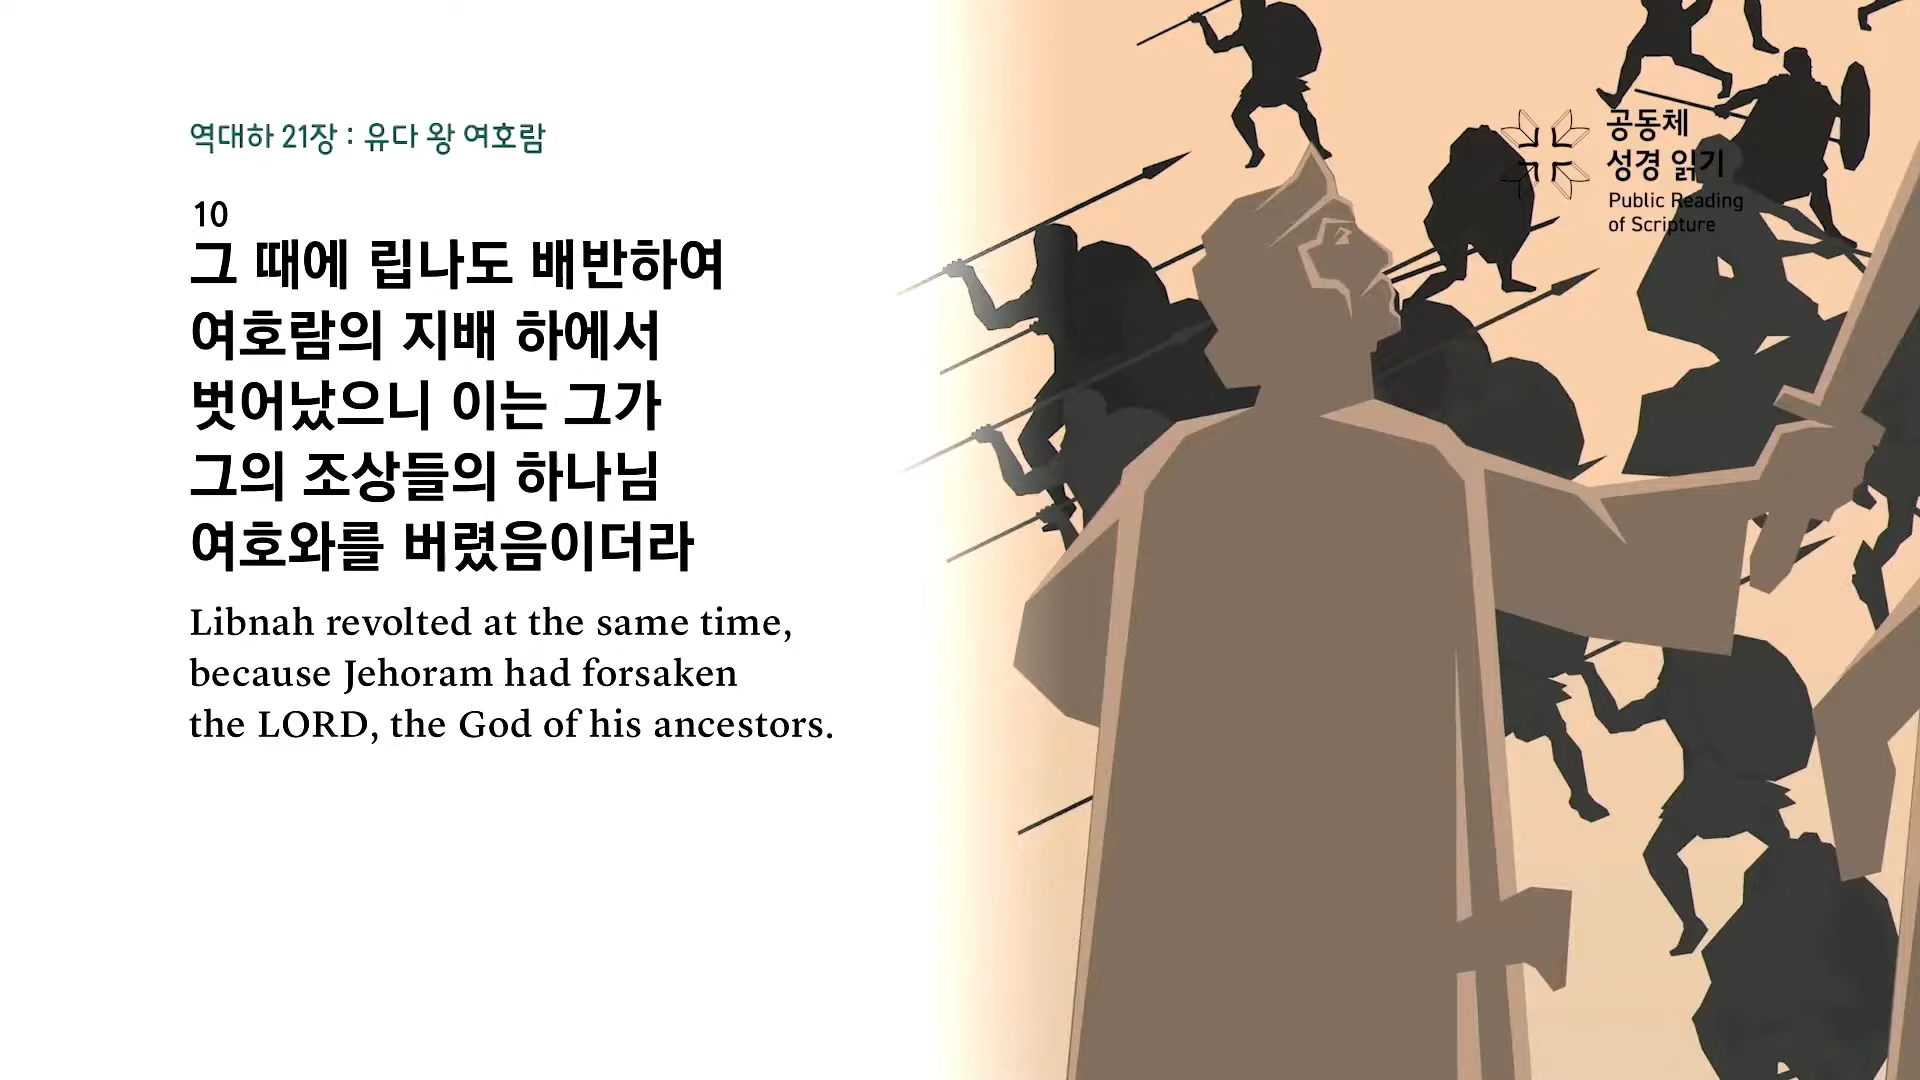 역대하 21장 : 유다 왕 여호람
10
그 때에 립나도 배반하여
여호람의 지배 하에서
벗어났으니 이는 그가
그의 조상들의 하나님
여호와를 버렸음이더라
Libnah revolted at the same time,
because Jehoram had forsaken
the LORD, the God of his ancestors.
공동체
성경 읽기
Public Reading
of Scripture